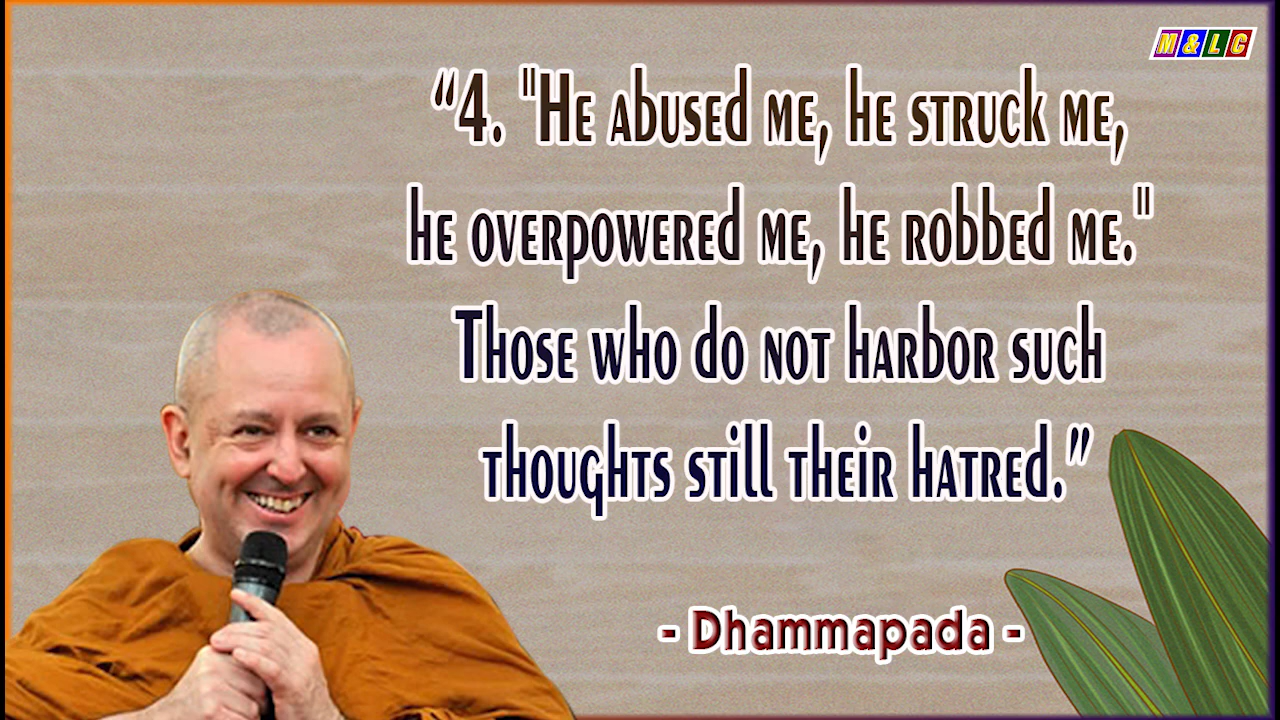 M&LC
“4. "He abused me, he struck me,
he overpowered me, he robbed me."
Those who do not harbor such
thoughts still their hatred.”
- Dhammapada -